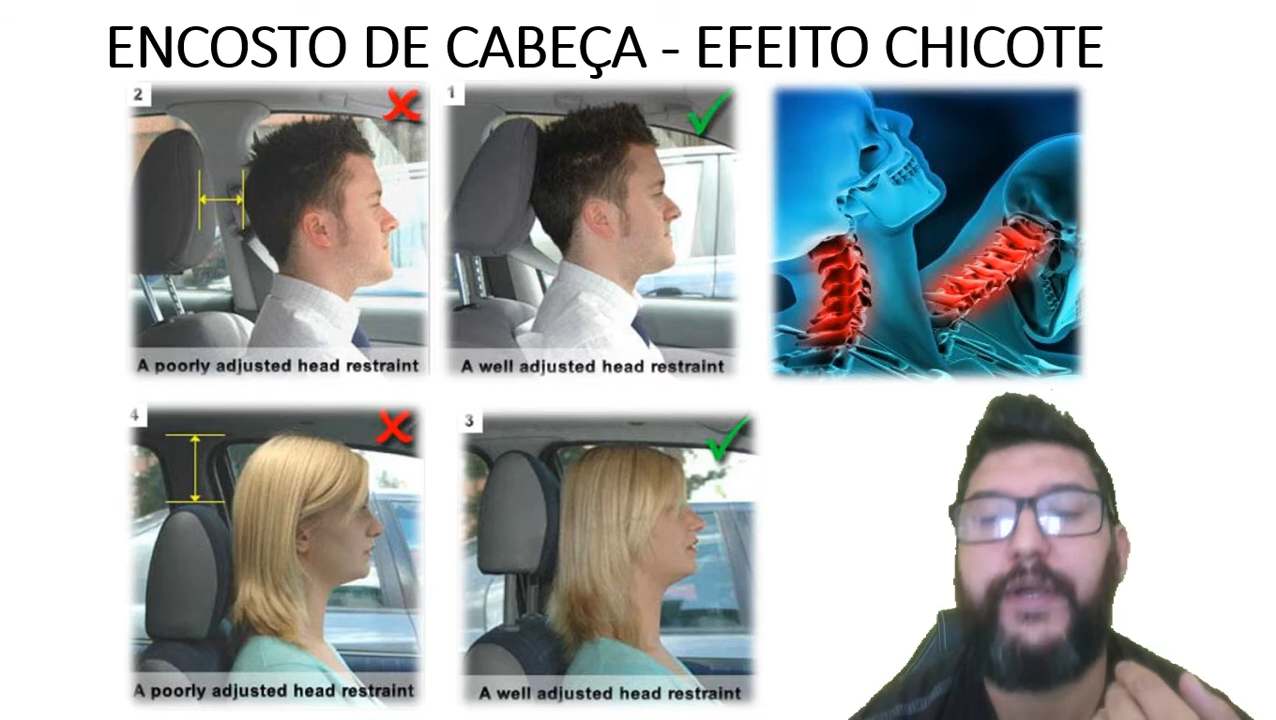 ENCOSTO DE CABEÇA - EFEITO CHICOTE
2
A poorly adjusted head restraint
1
A well adjusted head restraint
4
A poorly adjusted head restraint
3
A well adjusted head restraint